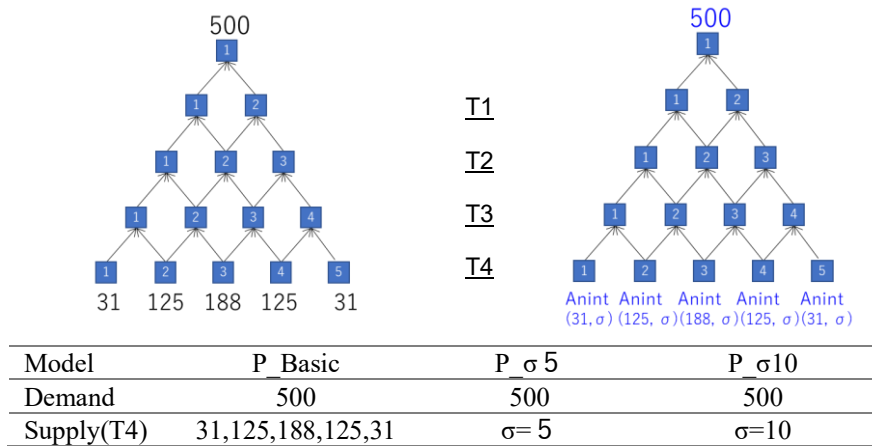 500 500
1 1
1 2 T1 1 2
1 2 3 T2 1 2 3
1 2 3 4 T3 1 2 3 4
1 2 3 4 5 T4 1 2 3 4 5
31 125 188 125 31 Anint Anint Anint Anint Anint
(31, σ) (125, σ) (188, σ) (125, σ) (31, σ)
Model P_Basic P_σ 5 P_σ10
Demand 500 500 500
Supply(T4) 31,125,188,125,31 σ= 5 σ=10